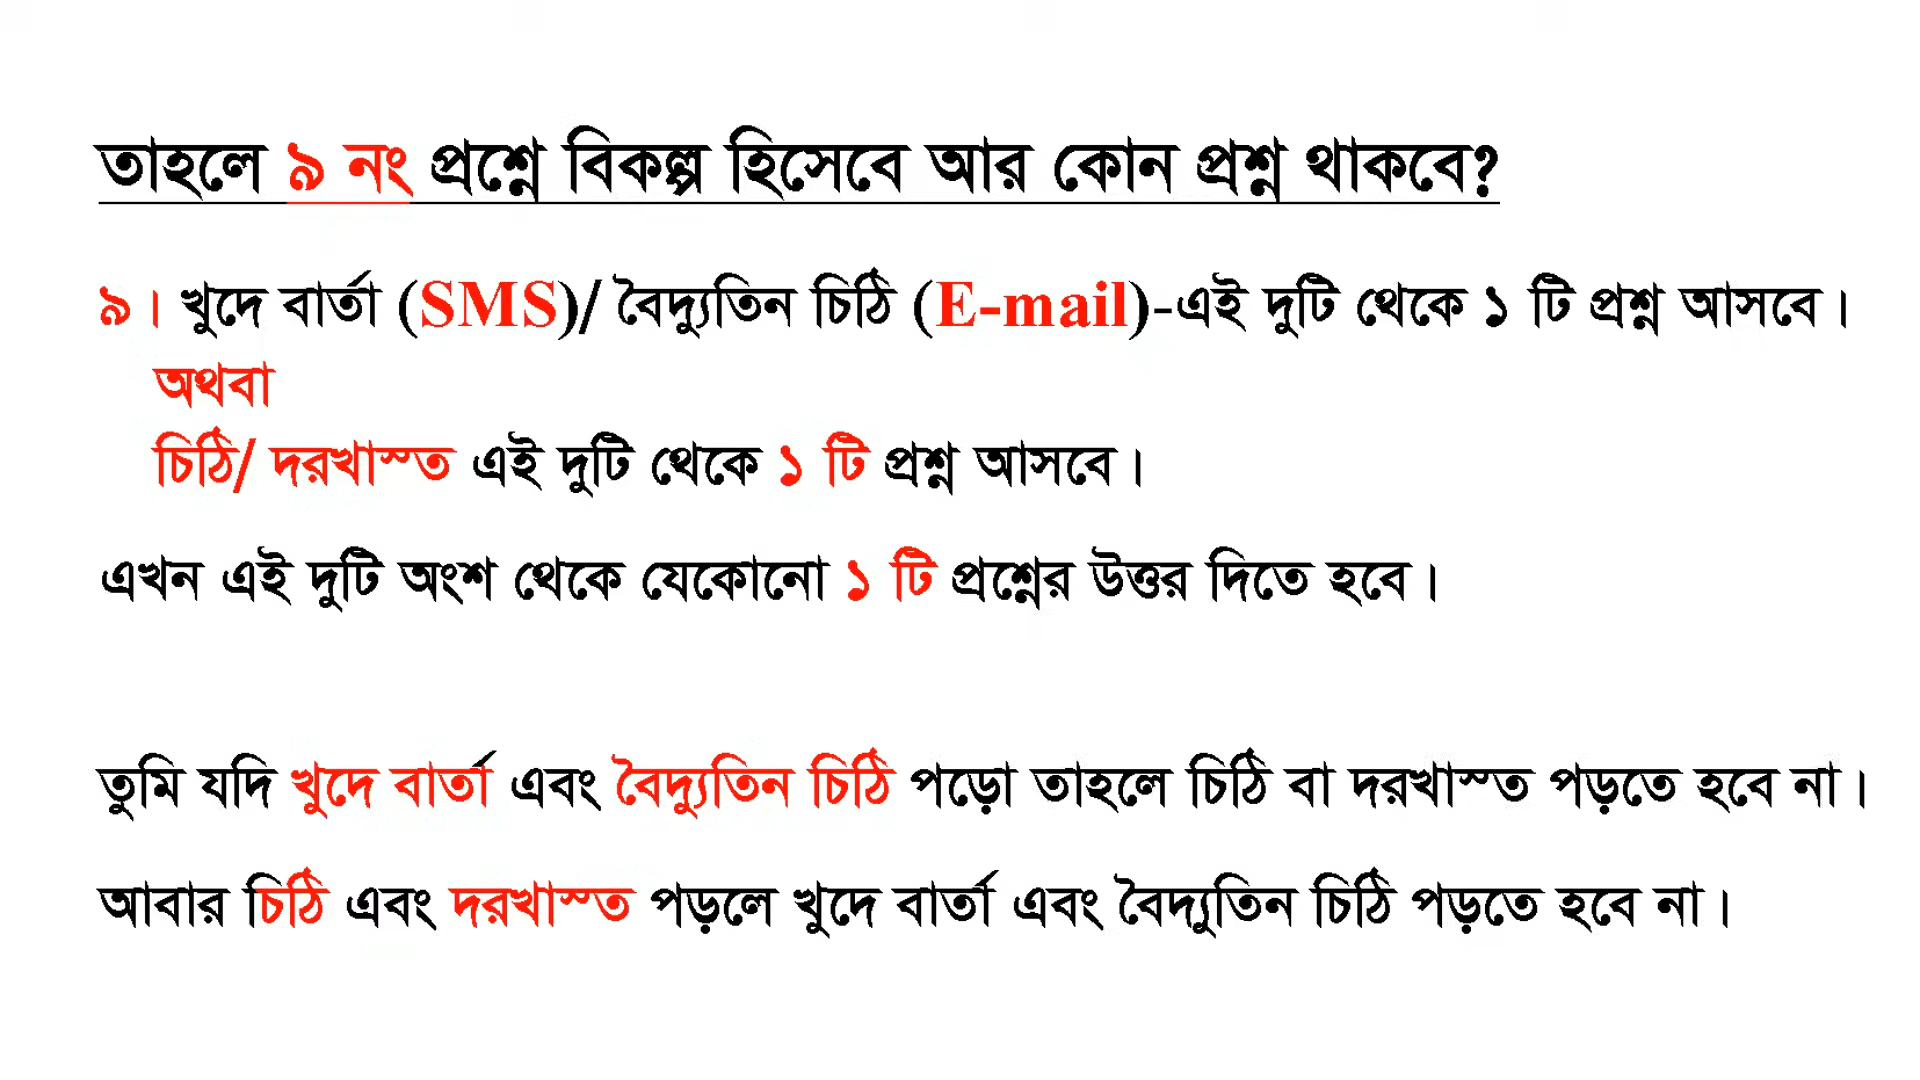 তাহলে ৯ নং প্রশ্নে বিকল্প হিসেবে আর কোন প্রশ্ন থাকবে?
৯। খুদে বার্তা (SMS)/ বৈদ্যুতিন চিঠি (E-mail)-এই দুটি থেকে ১ টি প্রশ্ন আসবে।
অথবা
চিঠি/ দরখাস্ত এই দুটি থেকে ১ টি প্রশ্ন আসবে।
এখন এই দুটি অংশ থেকে যেকোনো ১ টি প্রশ্নের উত্তর দিতে হবে।
তুমি যদি খুদে বার্তা এবং বৈদ্যুতিন চিঠি পড়ো তাহলে চিঠি বা দরখাস্ত পড়তে হবে না।
আবার চিঠি এবং দরখাস্ত পড়লে খুদে বার্তা এবং বৈদ্যুতিন চিঠি পড়তে হবে না।